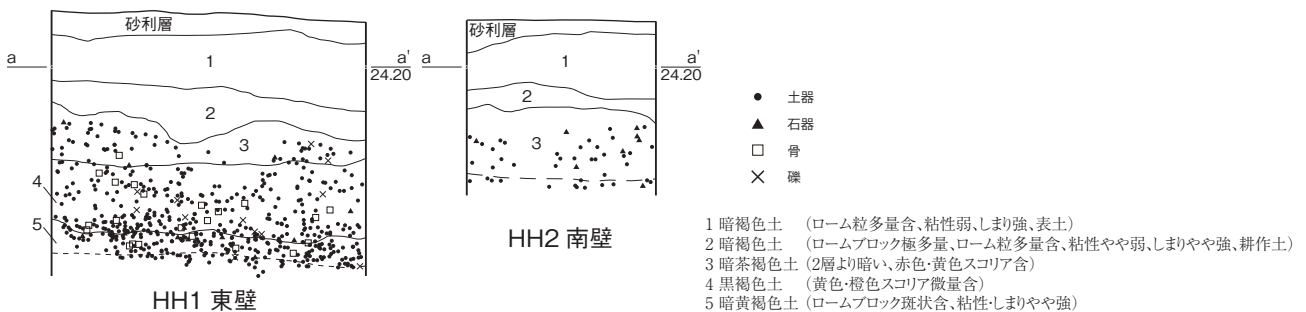 砂利層
1
a
a'
24.20
2
3
4
5
HH1 東壁
砂利層
1
a
a'
24.20
2
3
HH2 南壁
土器
石器
骨
礫
1 暗褐色土 (ローム粒多量含、粘性弱、しまり強、表土)
2 暗褐色土 (ロームブロック極多量、ローム粒多量含、粘性やや弱、しまりやや強、耕作土)
3 暗茶褐色土 (2層より暗い、赤色・黄色スコリア含)
4 黒褐色土 (黄色・橙色スコリア微量含)
5 暗黄褐色土 (ロームブロック斑状含、粘性・しまりやや強)